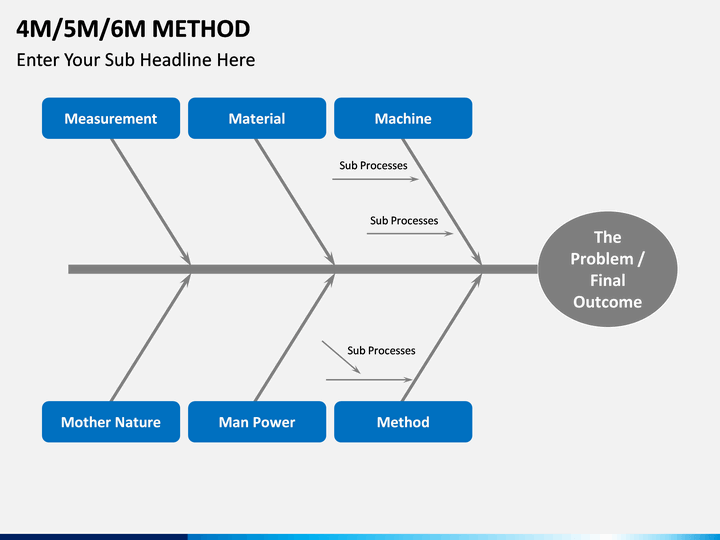 4M/5M/6M METHOD
Enter Your Sub Headline Here
Measurement
Material
Machine
Sub Processes
Sub Processes
The
Problem /
Final
Outcome
Sub Processes
Mother Nature
Man Power
Method